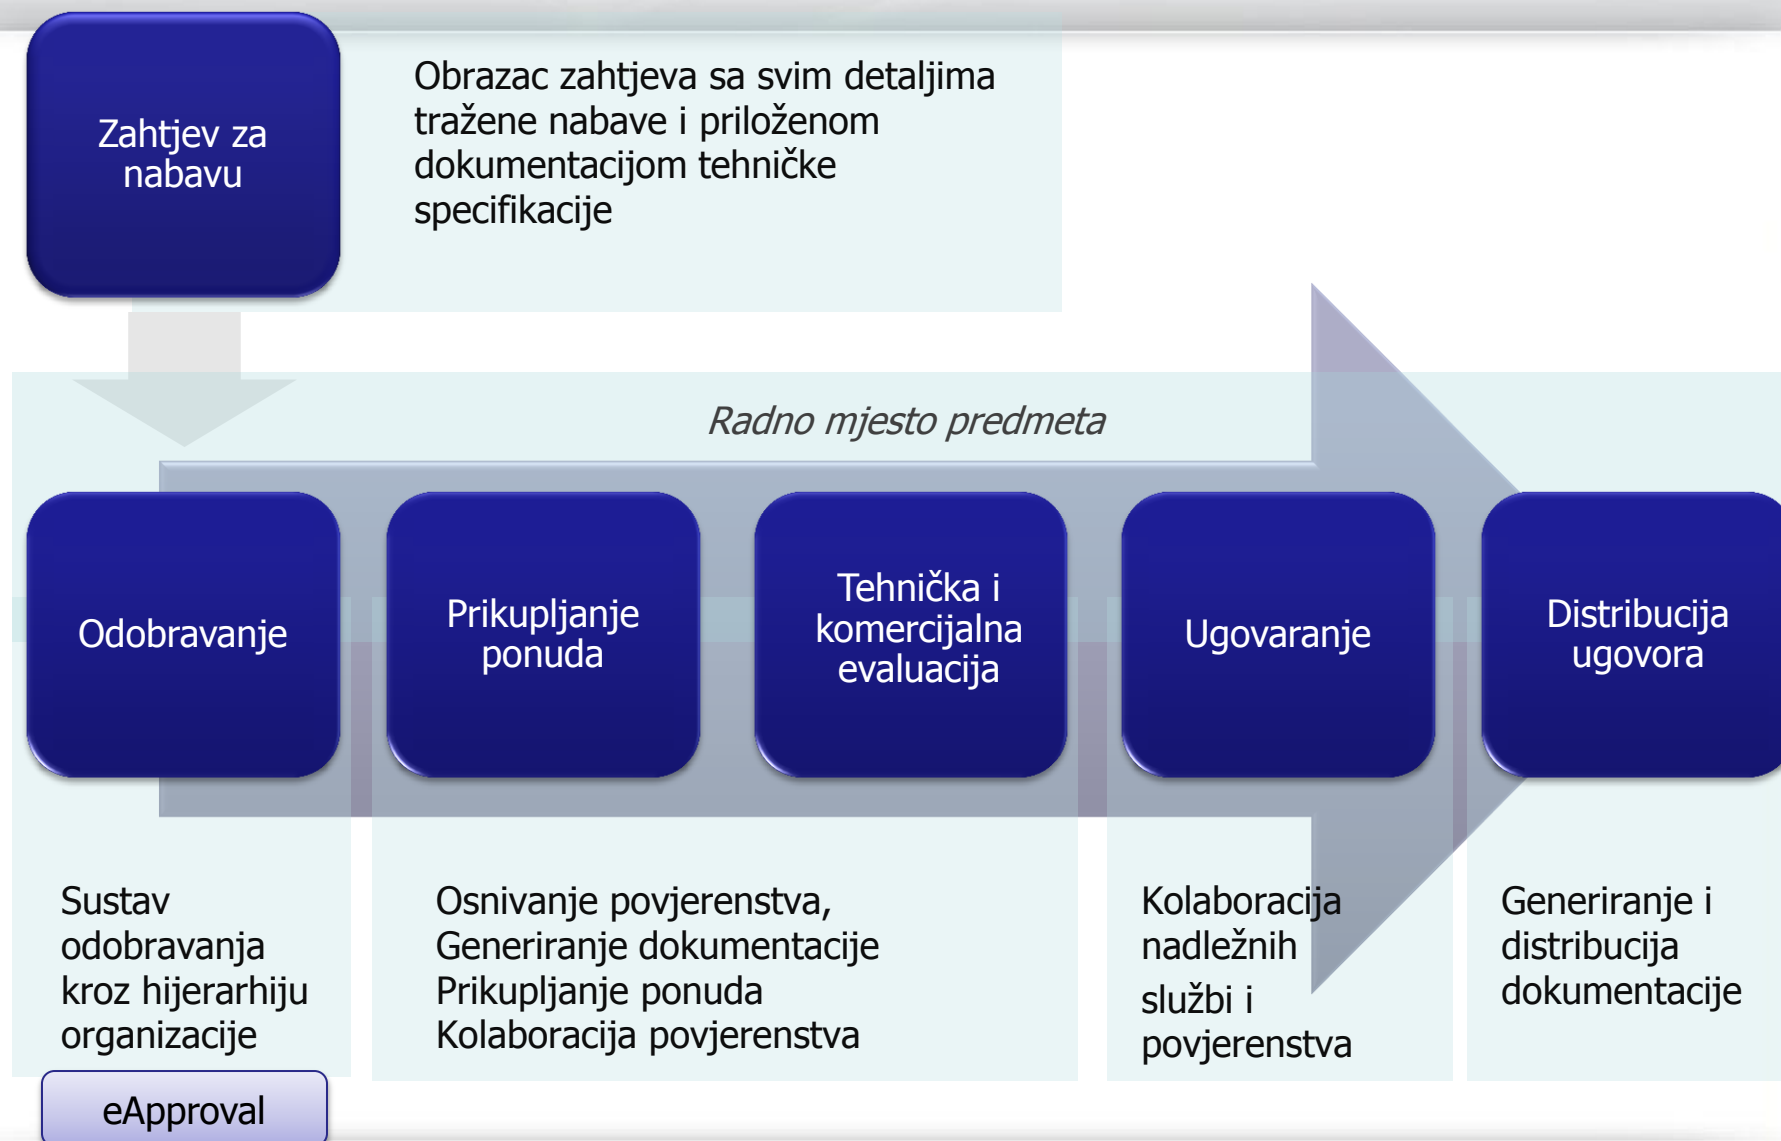 Zahtjev za
nabavu
Obrazac zahtjeva sa svim detaljima
tražene nabave i priloženom
dokumentacijom tehničke
specifikacije
Radno mjesto predmeta
Odobravanje
Prikupljanje
ponuda
Tehnička i
komercijalna
evaluacija
Ugovaranje
Distribucija
ugovora
Sustav
odobravanja
kroz hijerarhiju
organizacije
Osnivanje povjerenstva,
Generiranje dokumentacije
Prikupljanje ponuda
Kolaboracija povjerenstva
Kolaboracija
nadležnih
službi i
povjerenstva
Generiranje i
distribucija
dokumentacije
eApproval